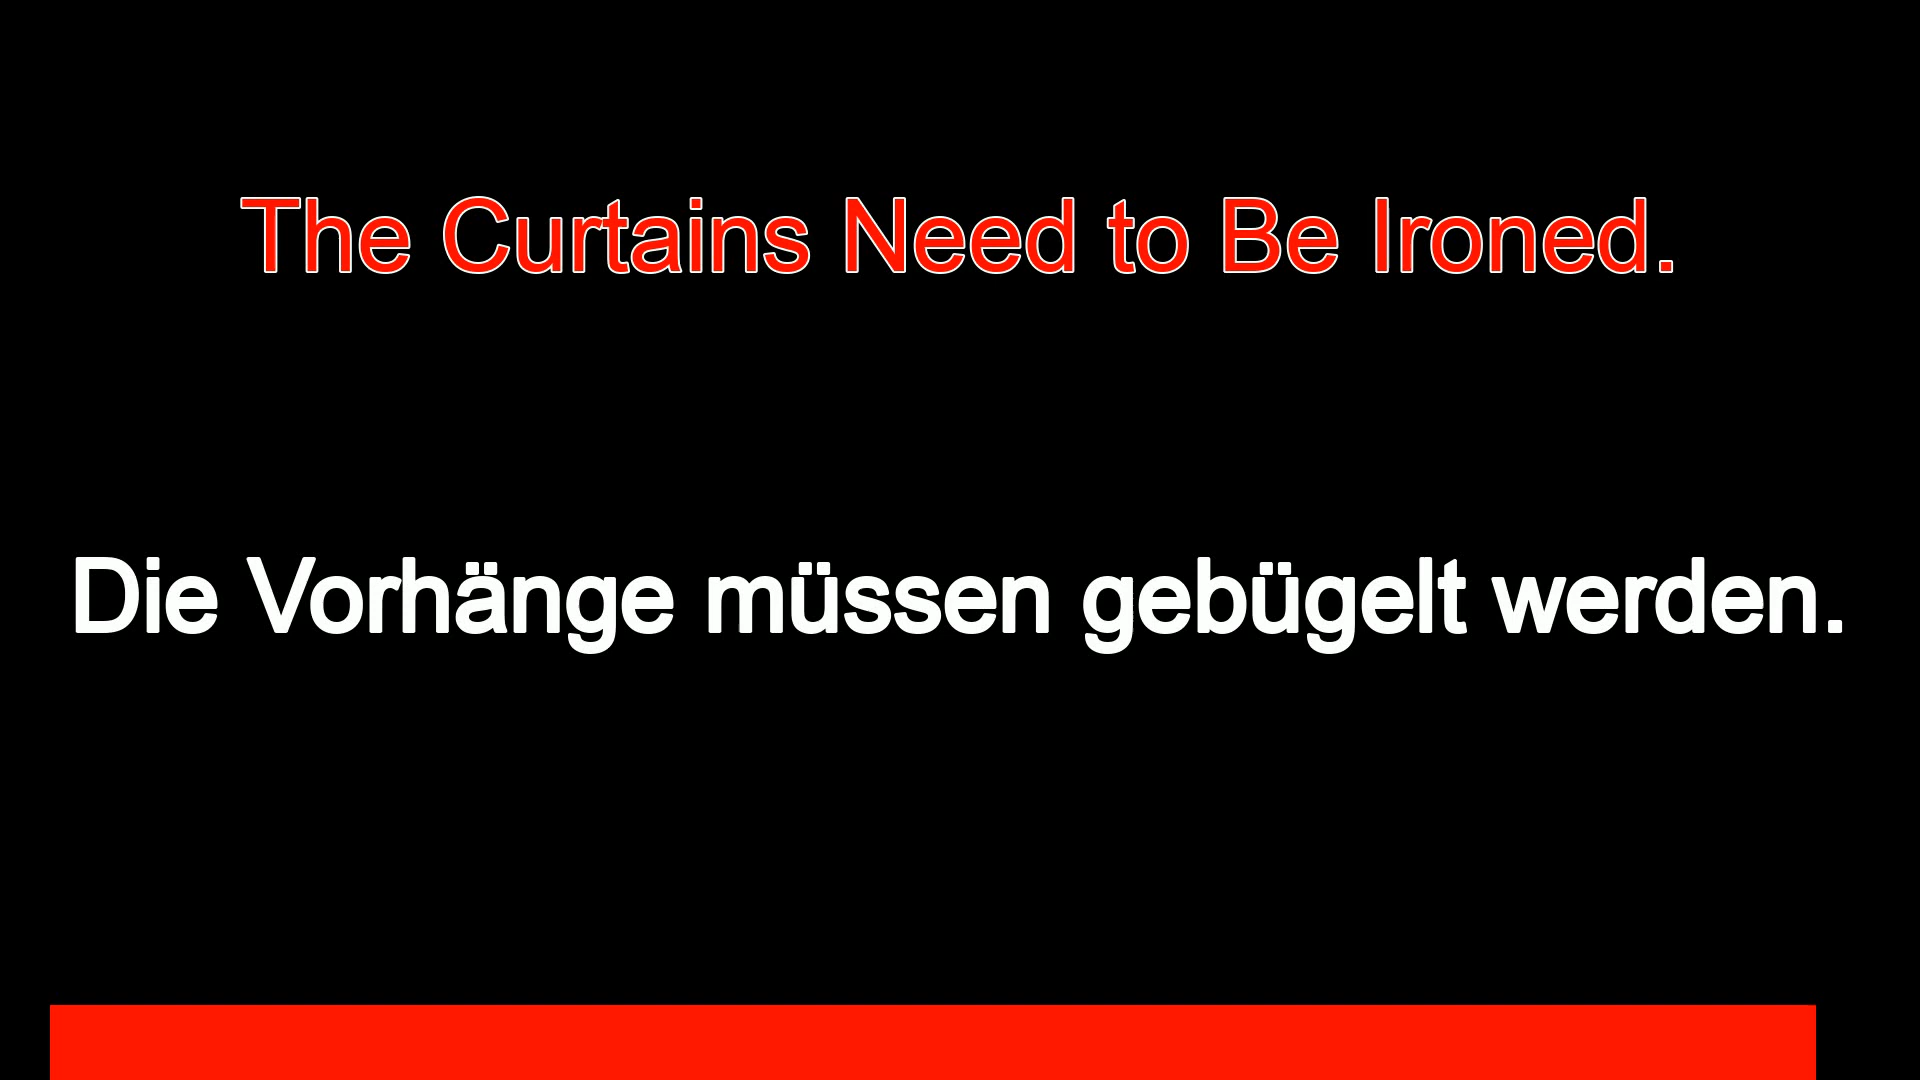 The Curtains Need to Be Ironed.
Die Vorhänge müssen gebügelt werden.